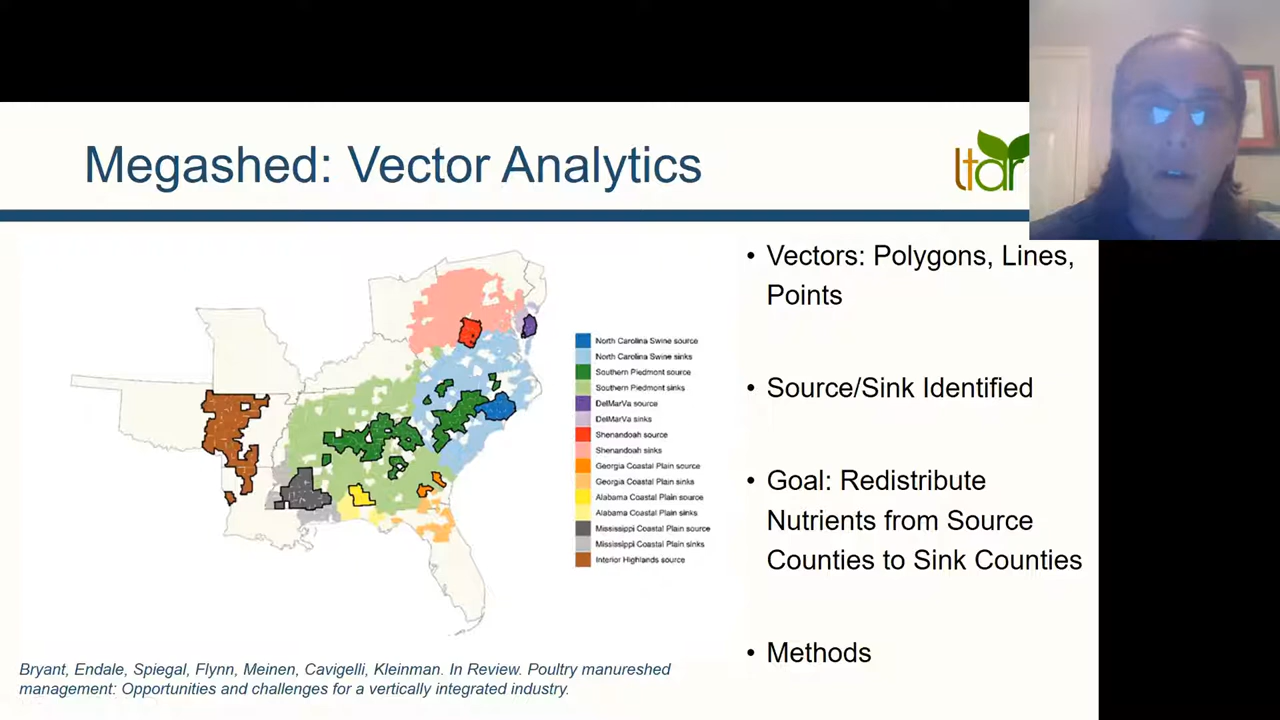 Megashed: Vector Analytics
ltar
• Vectors: Polygons, Lines,
Points
• Source/Sink Identified
• Goal: Redistribute
Nutrients from Source
Counties to Sink Counties
• Methods
North Carolina Swine source
North Carolina Swine sinks
Southern Piedmont source
Southern Piedmont sinks
DelMarVa source
DelMarVa sinks
Shenandoah source
Shenandoah sinks
Georgia Coastal Plain source
Georgia Coastal Plain sinks
Alabama Coastal Plain source
Alabama Coastal Plain sinks
Mississippi Coastal Plain source
Mississippi Coastal Plain sinks
Interior Highlands source
Bryant, Endale, Spiegal, Flynn, Meinen, Cavigelli, Kleinman. In Review. Poultry manureshed
management: Opportunities and challenges for a vertically integrated industry.